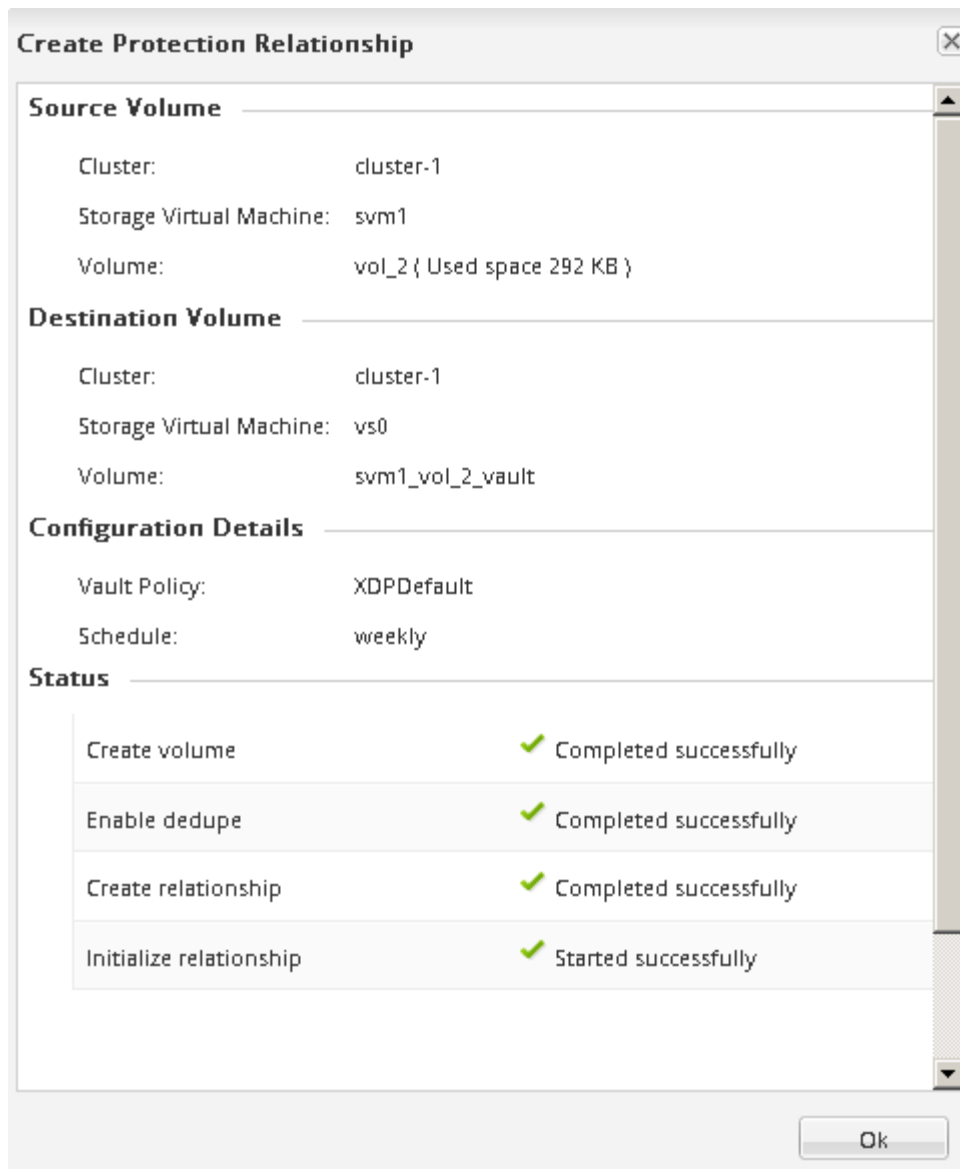 Create Protection Relationship
Source Volume
Cluster: cluster-1
Storage Virtual Machine: svm1
Volume: vol_2 ( Used space 292 KB )
Destination Volume
Cluster: cluster-1
Storage Virtual Machine: vs0
Volume: svm1_vol_2_vault
Configuration Details
Vault Policy: XDPDefault
Schedule: weekly
Status
Create volume Completed successfully
Enable dedupe Completed successfully
Create relationship Completed successfully
Initialize relationship Started successfully
Ok